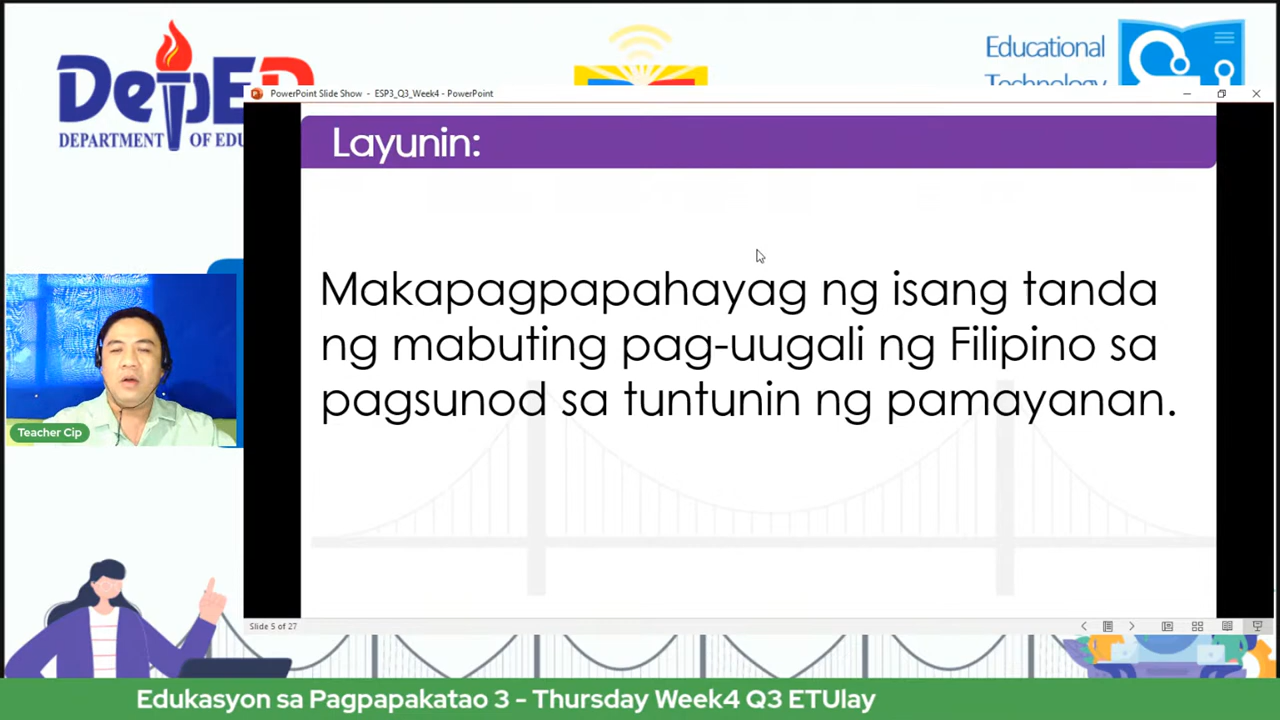 DepED
DEPARTMENT OF EDU
Educational
Technology
PowerPoint Slide Show - ESP3_Q3_Week4 - PowerPoint
Layunin:
Makapagpapahayag ng isang tanda
ng mabuting pag-uugali ng Filipino sa
pagsunod sa tuntunin ng pamayanan.
Teacher Cip
Slide 5 of 27
Edukasyon sa Pagpapakatao 3 - Thursday Week4 Q3 ETUlay